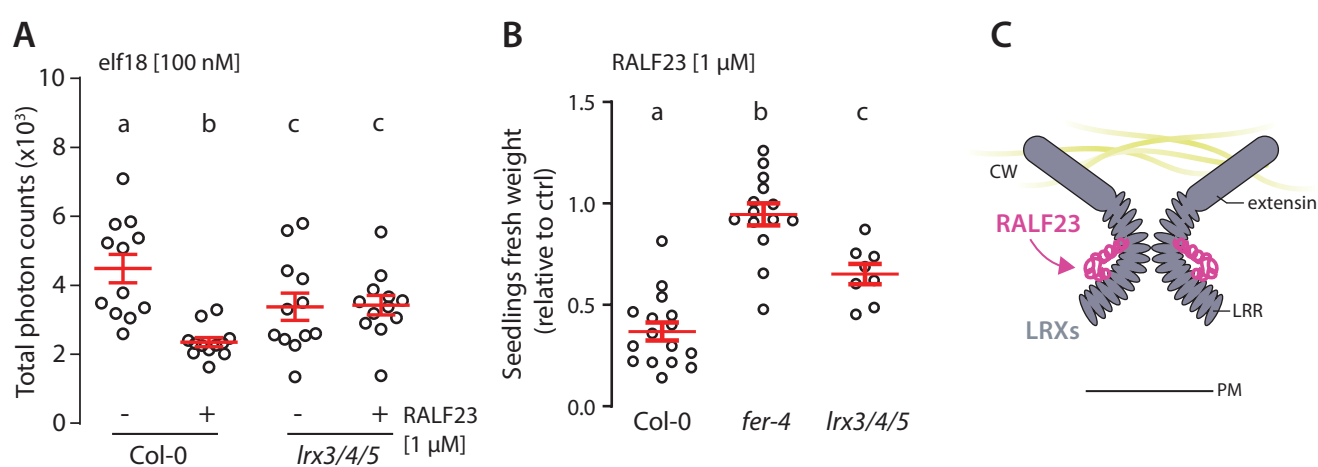 A
elf18 [100 nM]
Total photon counts (x10³)
10
8
6
4
2
0
a
b
c
c
-
+
-
+
RALF23
[1 µM]
Col-0
lrx3/4/5
B
RALF23 [1 µM]
Seedlings fresh weight
(relative to ctrl)
1.5
1.0
0.5
0.0
a
b
c
Col-0
fer-4
lrx3/4/5
C
CW
extensin
RALF23
LRXs
LRR
PM